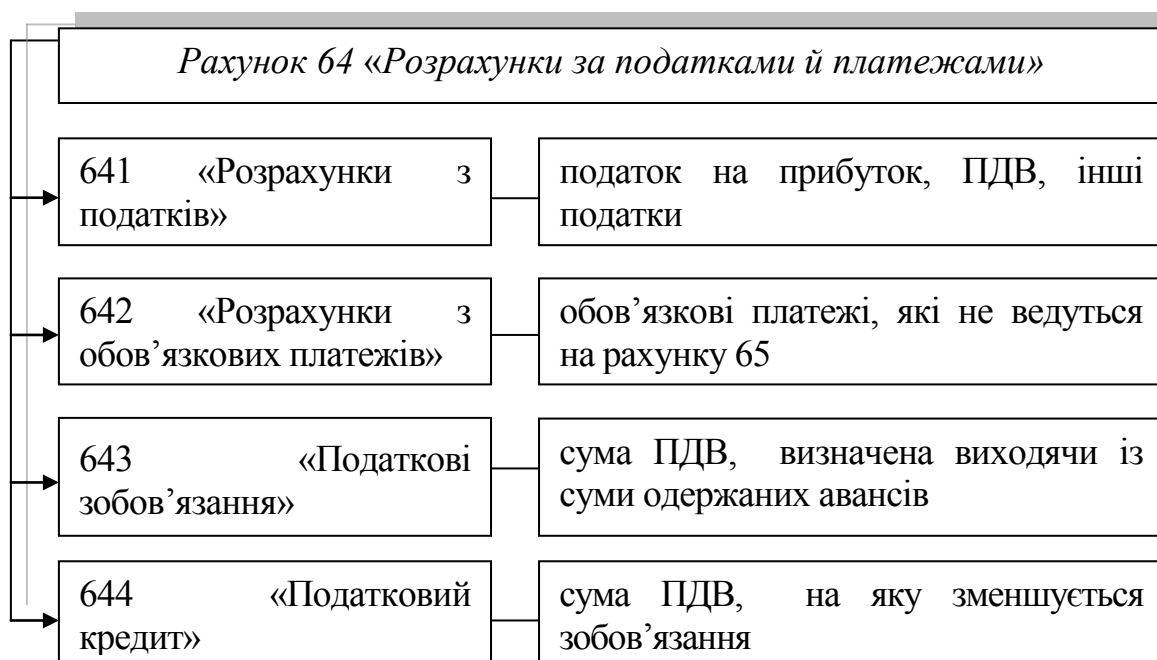 Рахунок 64 «Розрахунки за податками й платежами»
641 «Розрахунки з
податків»
податок на прибуток, ПДВ, інші
податки
642 «Розрахунки з
обов’язкових платежів»
обов’язкові платежі, які не ведуться
на рахунку 65
643 «Податкові
зобов’язання»
сума ПДВ, визначена виходячи із
суми одержаних авансів
644 «Податковий
кредит»
сума ПДВ, на яку зменшується
зобов’язання